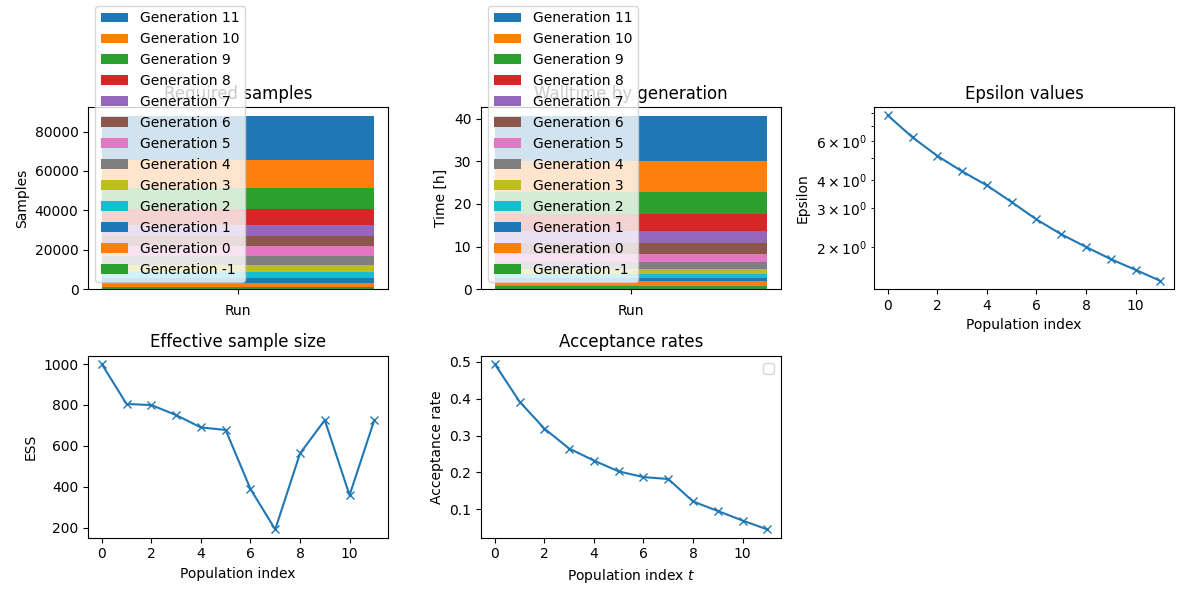 Generation 11
Generation 10
Generation 9
Generation 8
Generation 7
Generation 6
Generation 5
Generation 4
Generation 3
Generation 2
Generation 1
Generation 0
Generation -1
Required samples
80000
60000
40000
20000
0
Samples
Run
Generation 11
Generation 10
Generation 9
Generation 8
Generation 7
Generation 6
Generation 5
Generation 4
Generation 3
Generation 2
Generation 1
Generation 0
Generation -1
Walltime by generation
40
30
20
10
0
Time [h]
Run
Epsilon values
6 × 10⁰
4 × 10⁰
3 × 10⁰
2 × 10⁰
Epsilon
0 2 4 6 8 10
Population index
Effective sample size
1000
800
600
400
200
ESS
0 2 4 6 8 10
Population index
Acceptance rates
0.5
0.4
0.3
0.2
0.1
Acceptance rate
0 2 4 6 8 10
Population index t